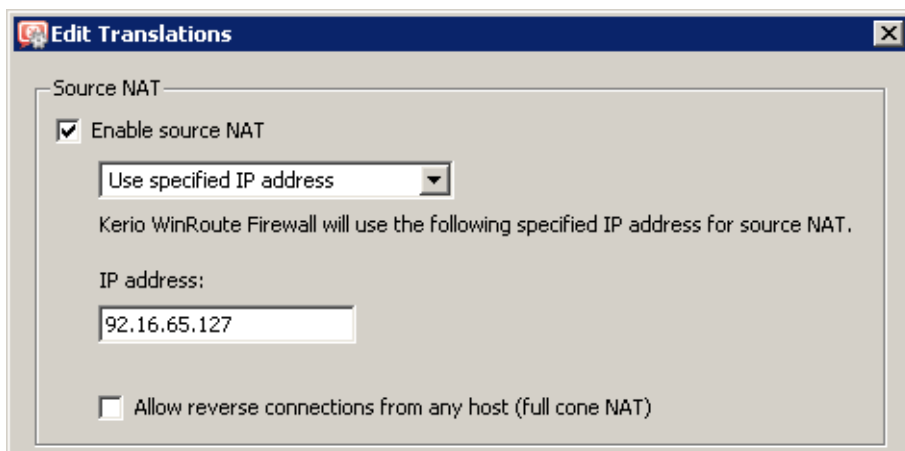 Edit Translations
Source NAT
Enable source NAT
Use specified IP address
Kerio WinRoute Firewall will use the following specified IP address for source NAT.
IP address:
92.16.65.127
Allow reverse connections from any host (full cone NAT)